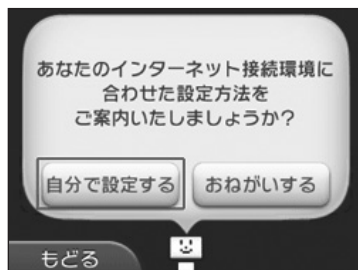 あなたのインターネット接続環境に
合わせた設定方法を
ご案内いたしましょうか?
自分で設定する
おねがいする
もどる